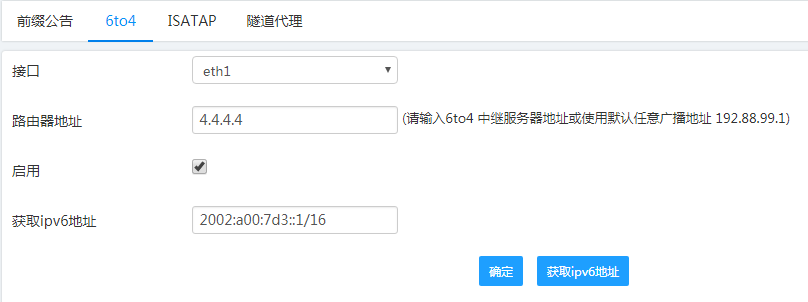 前缀公告 6to4 ISATAP 隧道代理
接口 eth1
路由器地址 4.4.4.4 (请输入6to4 中继服务器地址或使用默认任意广播地址 192.88.99.1)
启用
获取ipv6地址 2002:a00:7d3::1/16
确定 获取ipv6地址